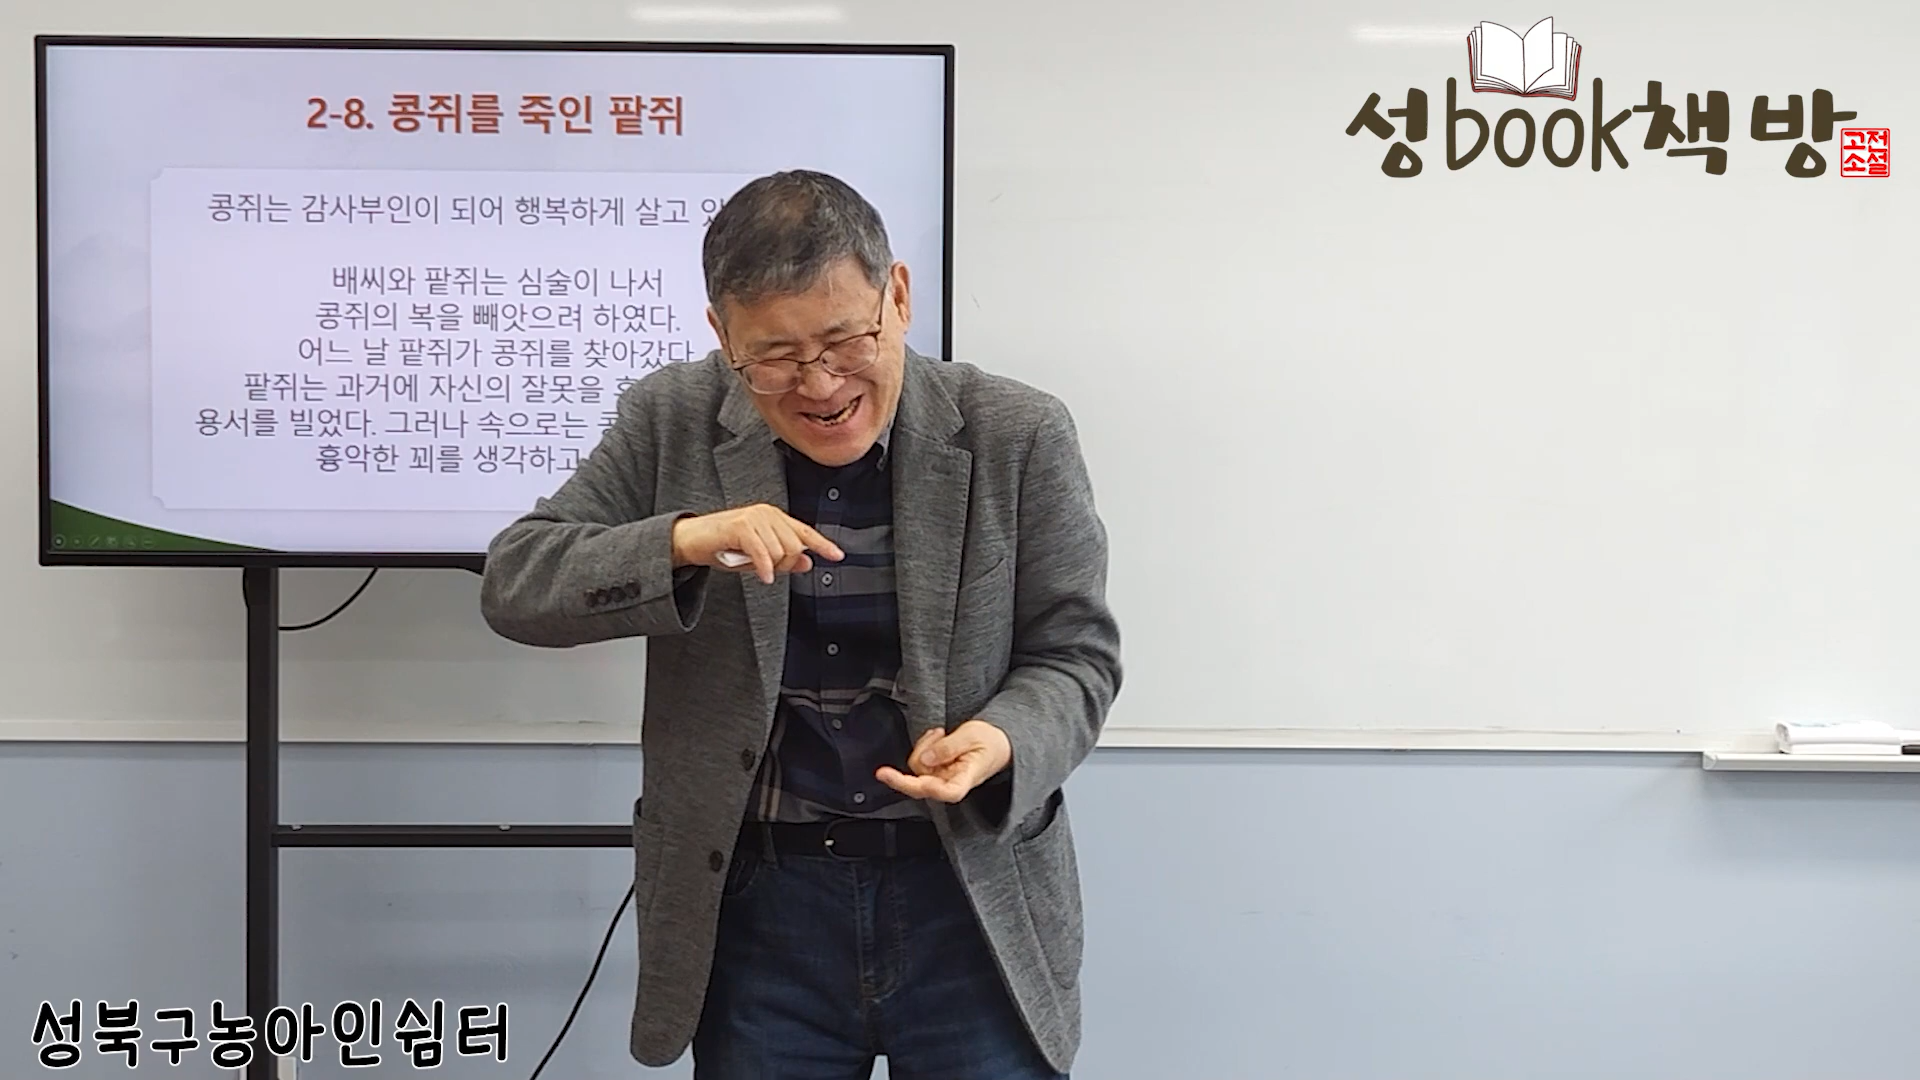 2-8. 콩쥐를 죽인 팥쥐
콩쥐는 감사부인이 되어 행복하게 살고
배씨와 팥쥐는 심술이 나서
콩쥐의 복을 빼앗으려 하였다.
어느 날 팥쥐가 콩쥐를 찾아갔다
팥쥐는 과거에 자신의 잘못을
용서를 빌었다. 그러나 속으로는
흉악한 꾀를 생각하고
성book책방
고전
소설
성북구농아인쉼터